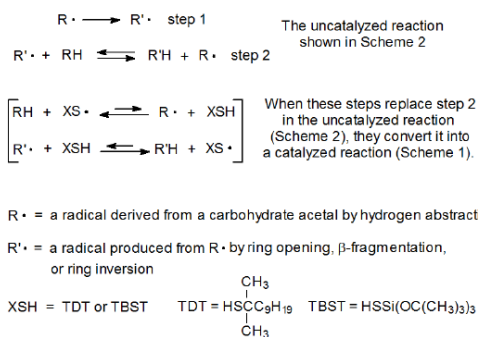 R• ⟶ R'• step 1
The uncatalyzed reaction
shown in Scheme 2
R'• + RH ⇌ R'H + R• step 2
RH + XS• ⇌ R• + XSH
R'• + XSH ⇌ R'H + XS•
When these steps replace step 2
in the uncatalyzed reaction
(Scheme 2), they convert it into
a catalyzed reaction (Scheme 1).
R• = a radical derived from a carbohydrate acetal by hydrogen abstract
R'• = a radical produced from R• by ring opening, β-fragmentation,
or ring inversion
CH₃
XSH = TDT or TBST TDT = HSCC₉H₁₉ TBST = HSSi(OC(CH₃)₃)₃
CH₃